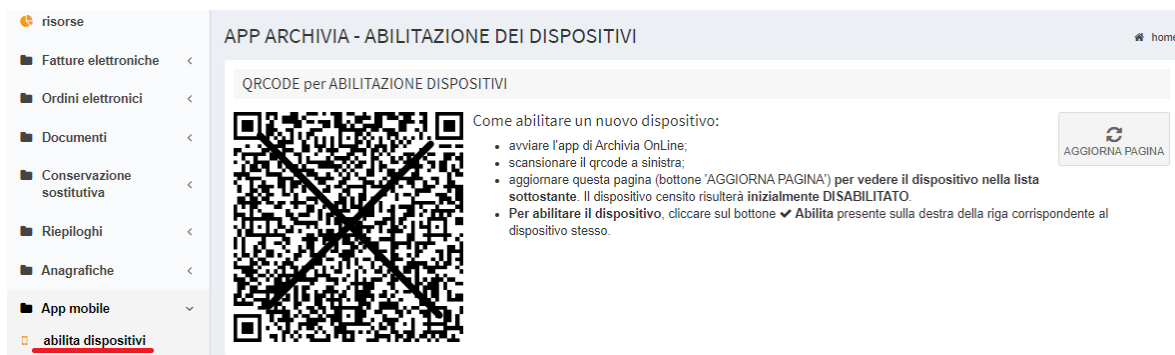 risorse
APP ARCHIVIA - ABILITAZIONE DEI DISPOSITIVI
home
Fatture elettroniche
QRCODE per ABILITAZIONE DISPOSITIVI
Ordini elettronici
Documenti
Conservazione
sostitutiva
Riepiloghi
Anagrafiche
App mobile
abilita dispositivi
Come abilitare un nuovo dispositivo:
avviare l'app di Archivia OnLine;
scansionare il qrcode a sinistra;
aggiornare questa pagina (bottone 'AGGIORNA PAGINA') per vedere il dispositivo nella lista
sottostante. Il dispositivo censito risulterà inizialmente DISABILITATO.
Per abilitare il dispositivo, cliccare sul bottone ✔ Abilita presente sulla destra della riga corrispondente al
dispositivo stesso.
AGGIORNA PAGINA